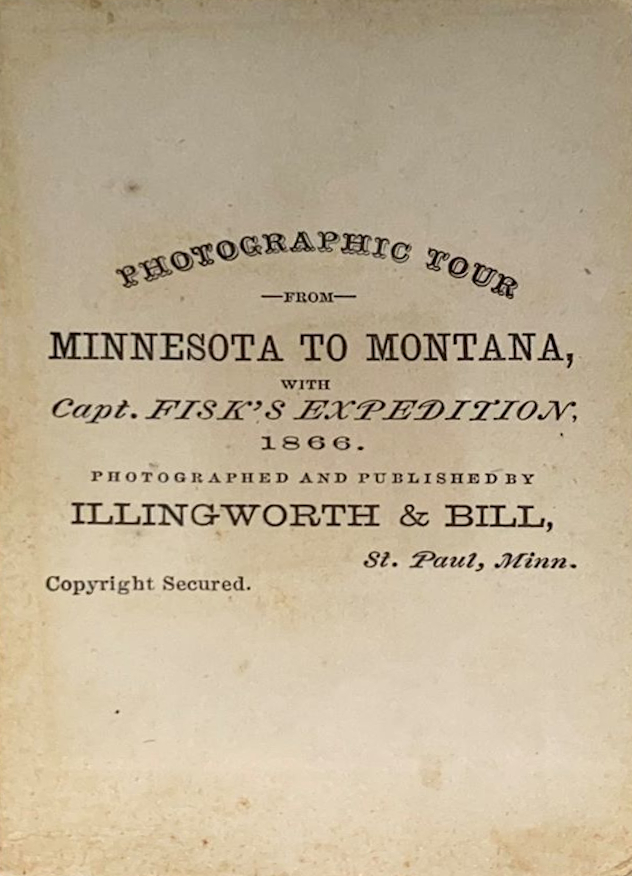 PHOTOGRAPHIC TOUR
—FROM—
MINNESOTA TO MONTANA,
WITH
Capt. FISK'S EXPEDITION,
1866.
PHOTOGRAPHED AND PUBLISHED BY
ILLINGWORTH & BILL,
St. Paul, Minn.
Copyright Secured.